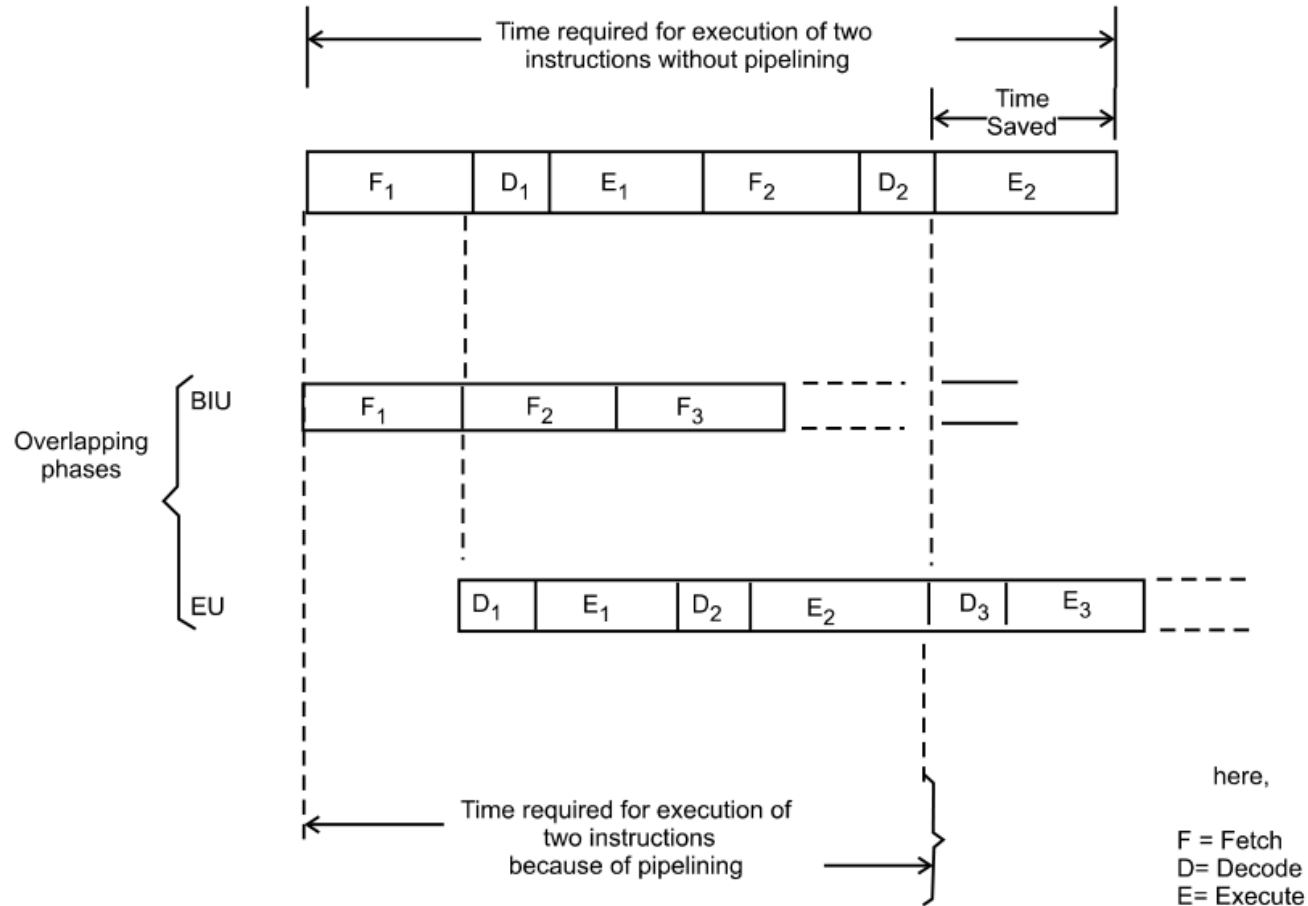 Time required for execution of two
instructions without pipelining
Time
Saved
F1 D1 E1 F2 D2 E2
BIU
F1 F2 F3
Overlapping
phases
EU
D1 E1 D2 E2 D3 E3
here,
Time required for execution of
two instructions
because of pipelining
F = Fetch
D= Decode
E= Execute